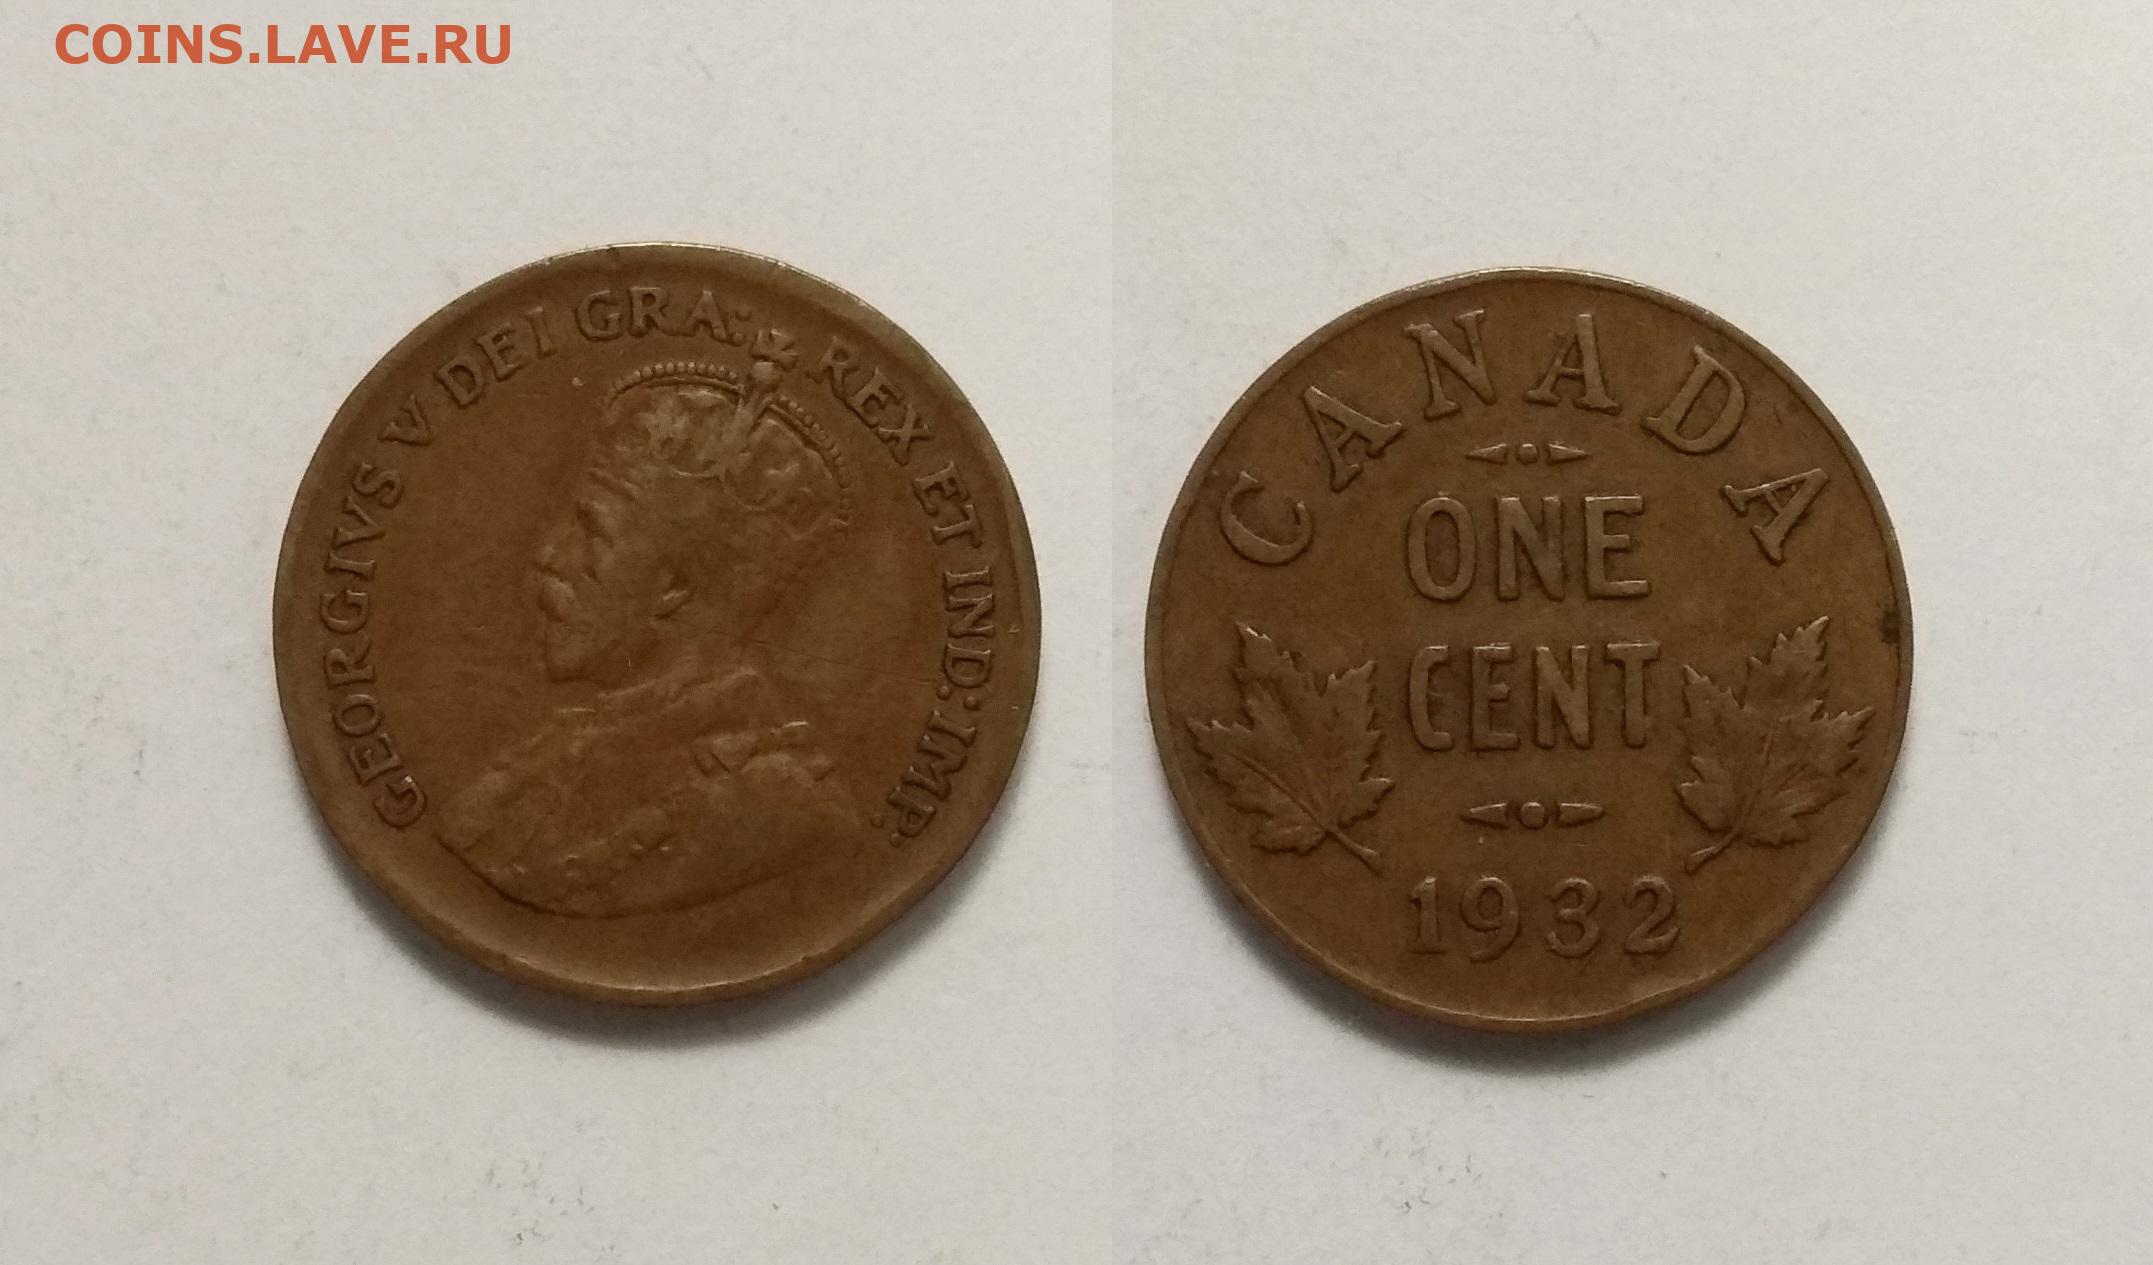 COINS.LAVE.RU
GEORGIVS V DEI GRA: REX ET IND: IMP:
CANADA
ONE
CENT
1932